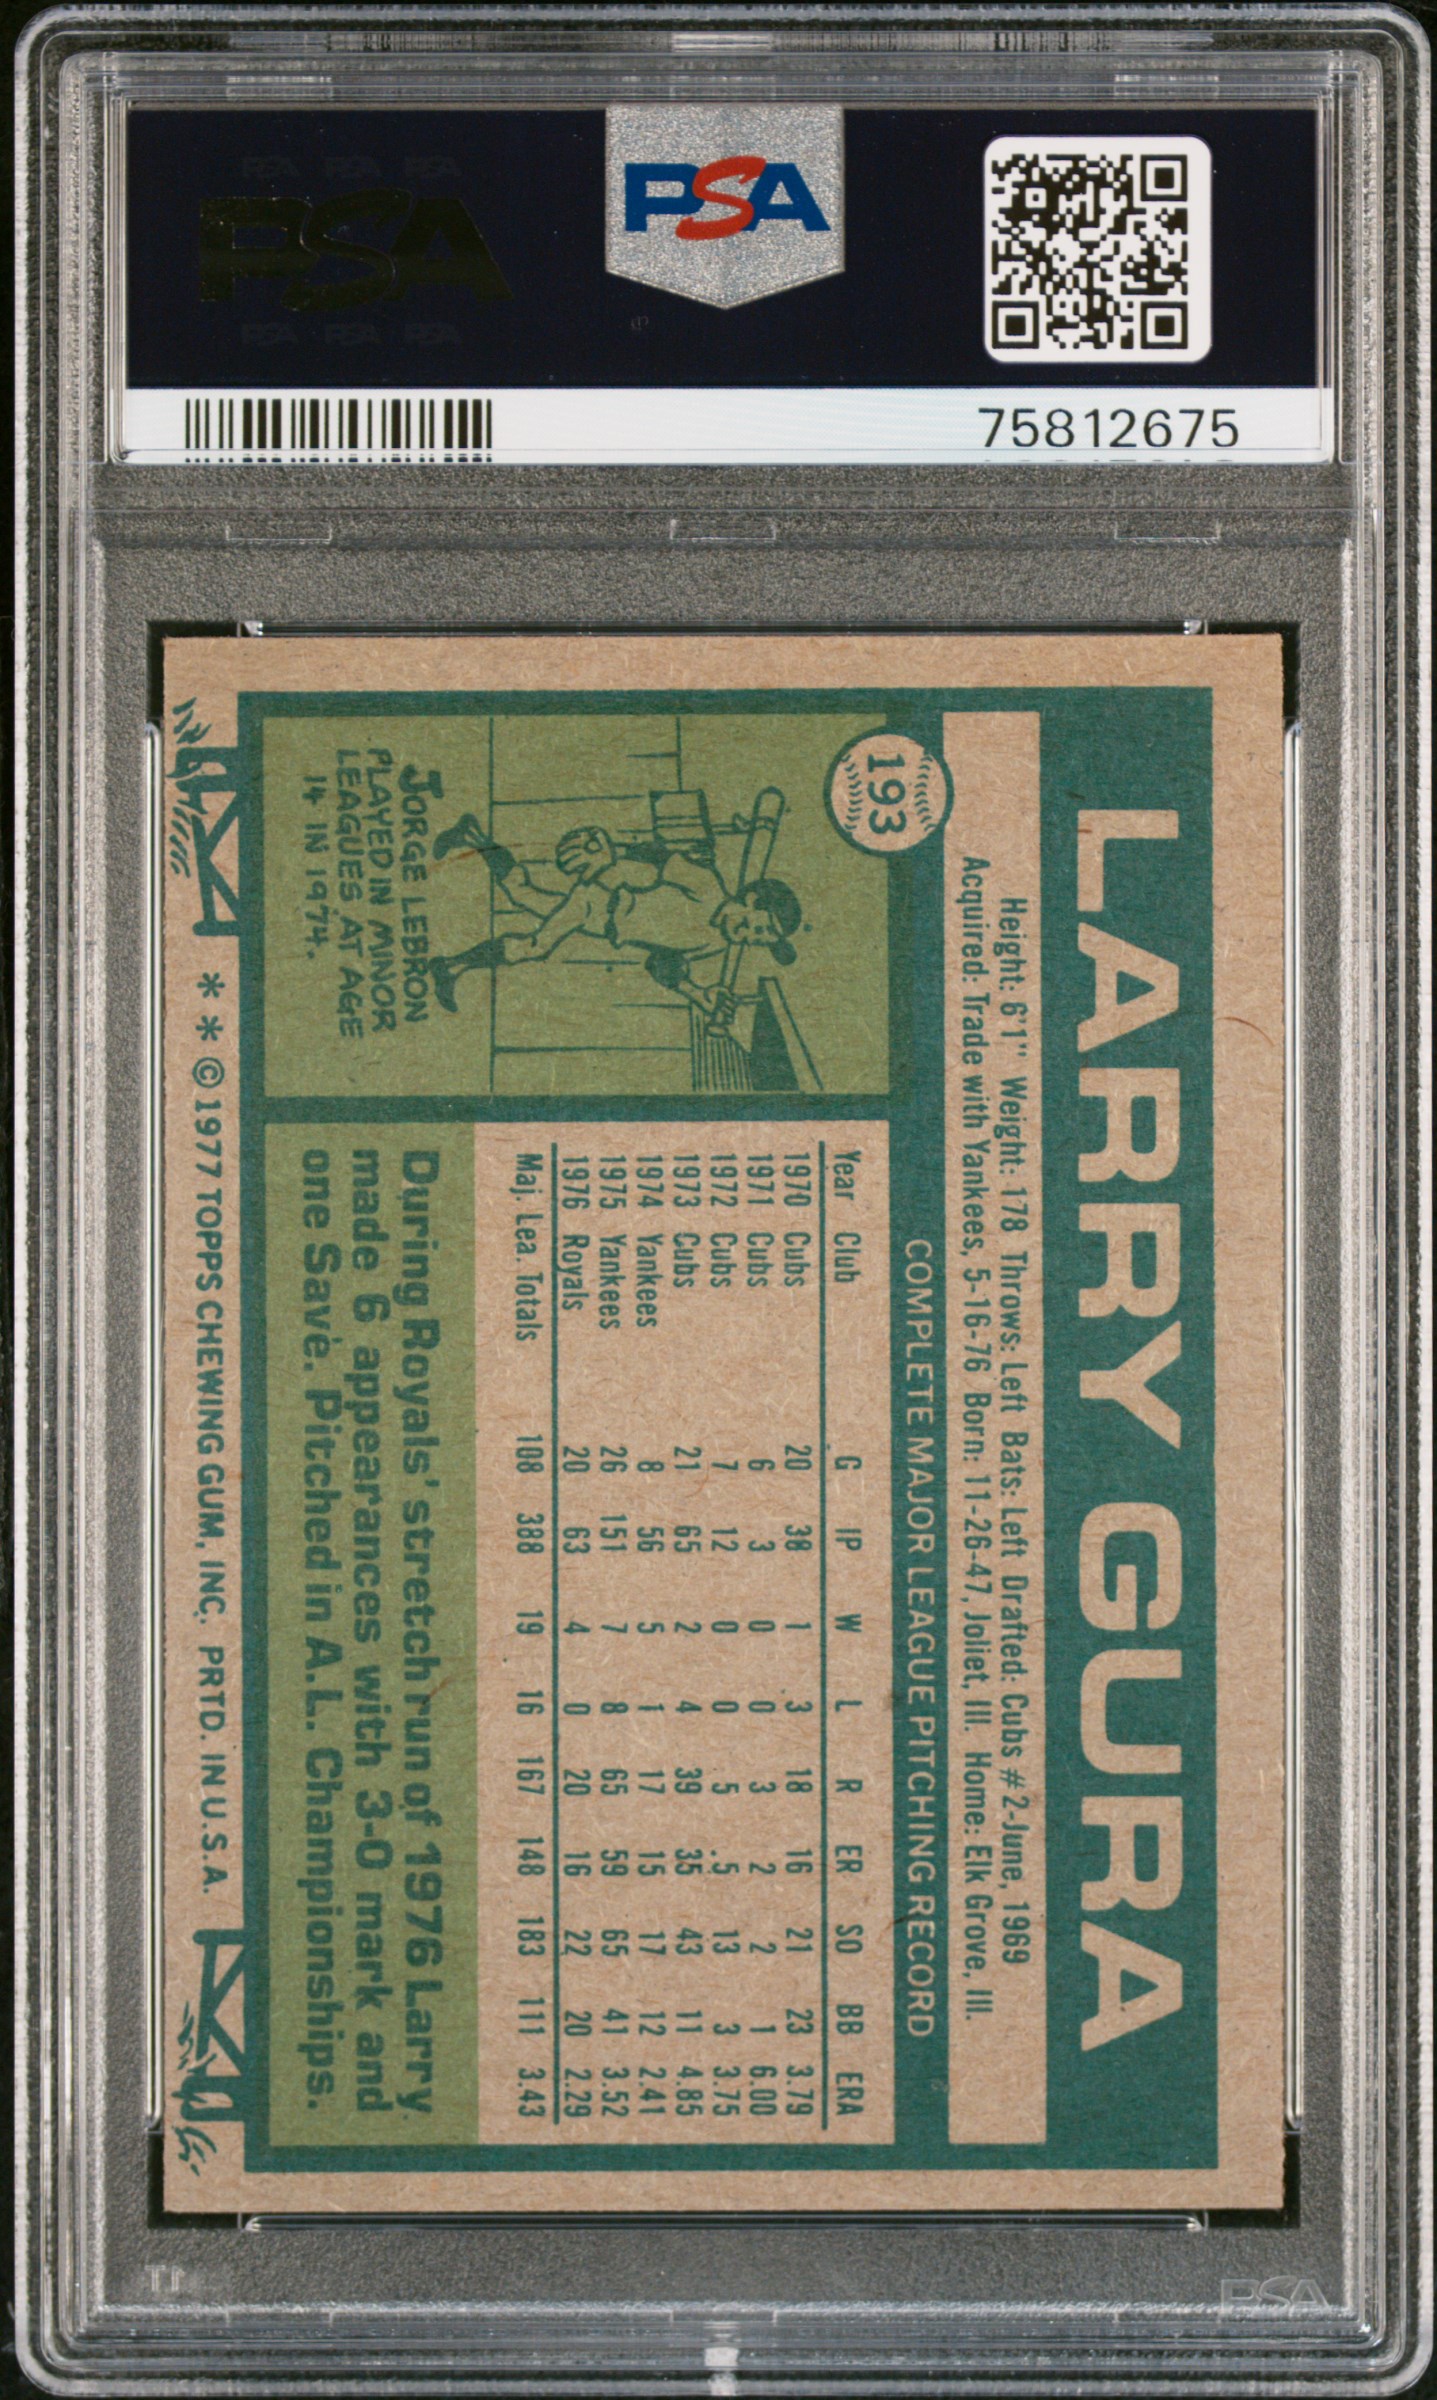 PSA
PSA PSA PSA
PSA
PSA PSA PSA
75812675
LARRY GURA
Height: 6'1" Weight: 178 Throws: Left Bats: Left Drafted: Cubs #2-June, 1969
Acquired: Trade with Yankees, 5-16-76 Born: 11-26-47, Joliet, Ill. Home: Elk Grove, Ill.
193
COMPLETE MAJOR LEAGUE PITCHING RECORD
Year Club G IP W L R ER SO BB ERA
1970 Cubs 20 38 1 3 18 16 21 23 3.79
1971 Cubs 6 3 0 0 3 2 2 1 6.00
1972 Cubs 7 12 0 0 5 5 13 3 3.75
1973 Cubs 21 65 2 4 39 35 43 11 4.85
1974 Yankees 8 56 5 1 17 15 17 12 2.41
1975 Yankees 26 151 7 8 65 59 65 41 3.52
1976 Royals 20 63 4 0 20 16 22 20 2.29
Maj. Lea. Totals 108 388 19 16 167 148 183 111 3.43
JORGE LEBRON
PLAYED IN MINOR
LEAGUES AT AGE
14 IN 1974.
During Royals' stretch run of 1976 Larry
made 6 appearances with 3-0 mark and
one Save. Pitched in A.L. Championships.
* * © 1977 TOPPS CHEWING GUM, INC. PRTD. IN U.S.A.
PSA